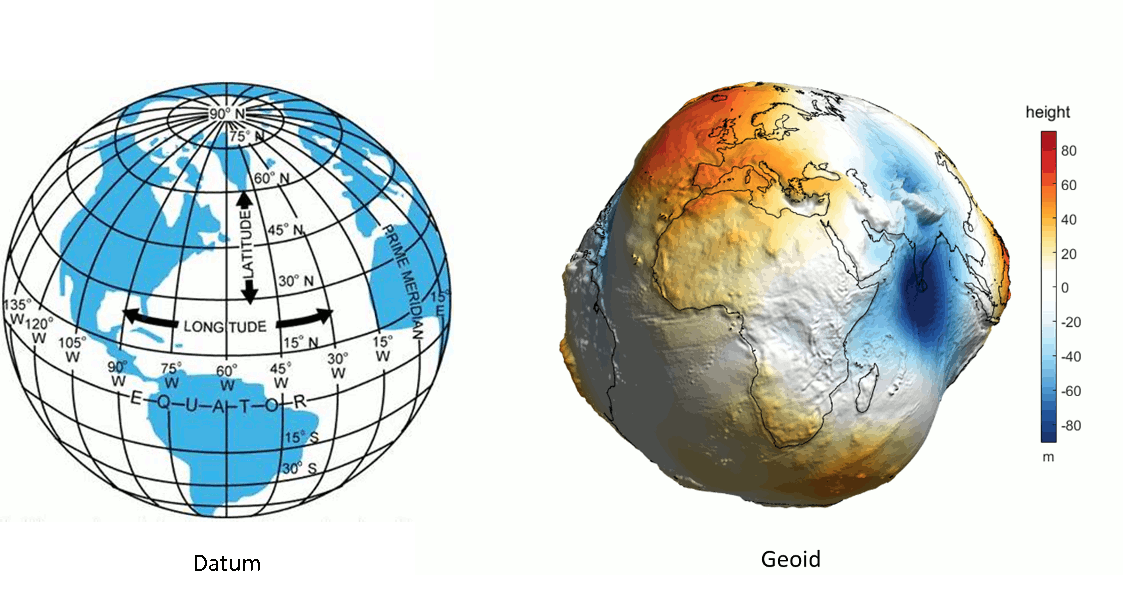 90° N
75° N
60° N
45° N
30° N
15° N
LATITUDE
LONGITUDE
PRIME MERIDIAN
135° W
120° W
105° W
90° W
75° W
60° W
45° W
30° W
15° W
15° E
E-Q-U-A-T-O-R
15° S
30° S
Datum
height
80
60
40
20
0
-20
-40
-60
-80
m
Geoid